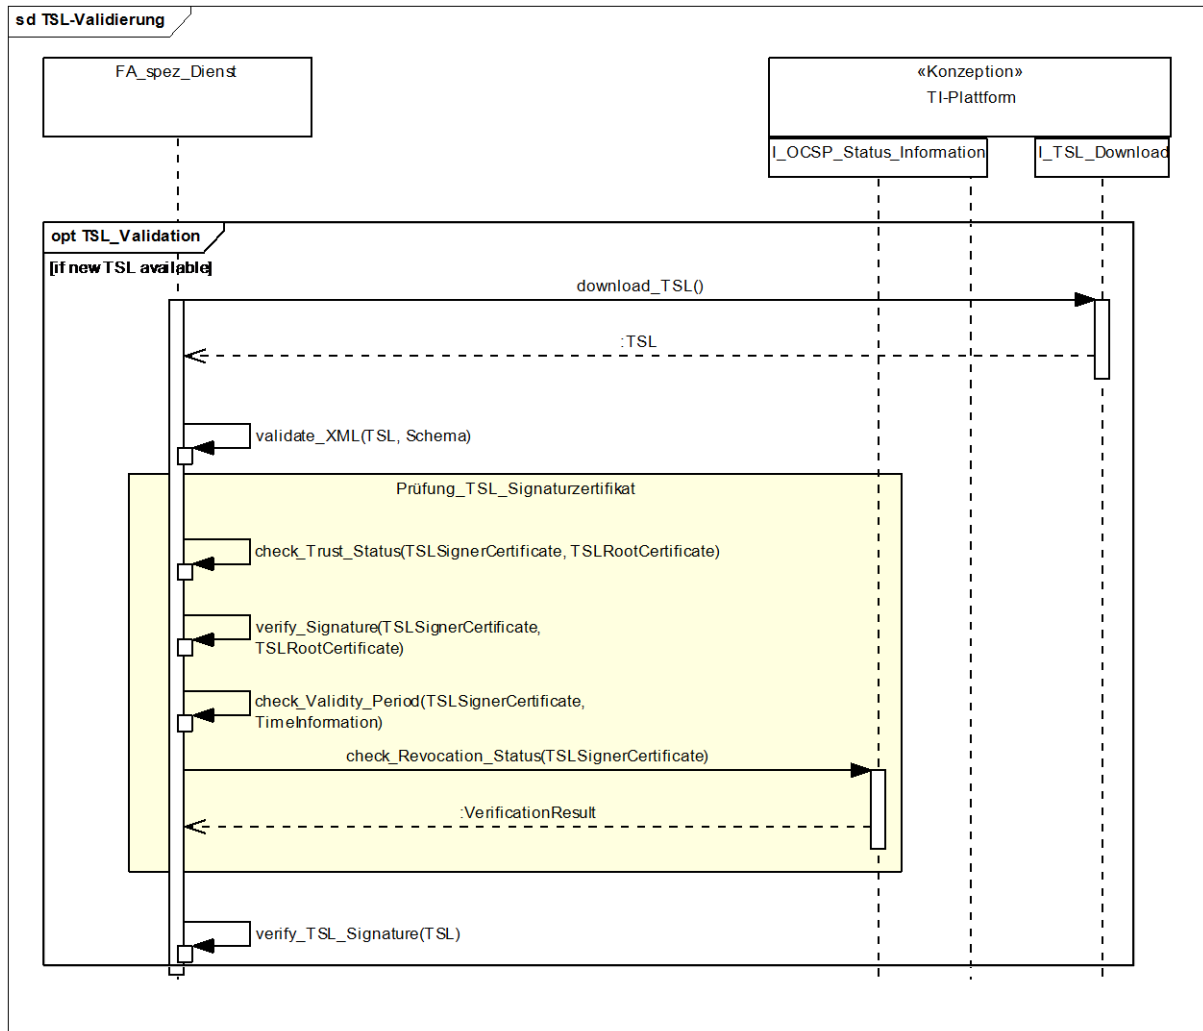 sd TSL-Validierung
FA_spez_Dienst
«Konzeption»
TI-Plattform
I_OCSP_Status_Information
I_TSL_Download
opt TSL_Validation
[if new TSL available]
download_TSL()
:TSL
validate_XML(TSL, Schema)
Prüfung_TSL_Signaturzertifikat
check_Trust_Status(TSLSignerCertificate, TSLRootCertificate)
verify_Signature(TSLSignerCertificate,
TSLRootCertificate)
check_Validity_Period(TSLSignerCertificate,
TimeInformation)
check_Revocation_Status(TSLSignerCertificate)
:VerificationResult
verify_TSL_Signature(TSL)